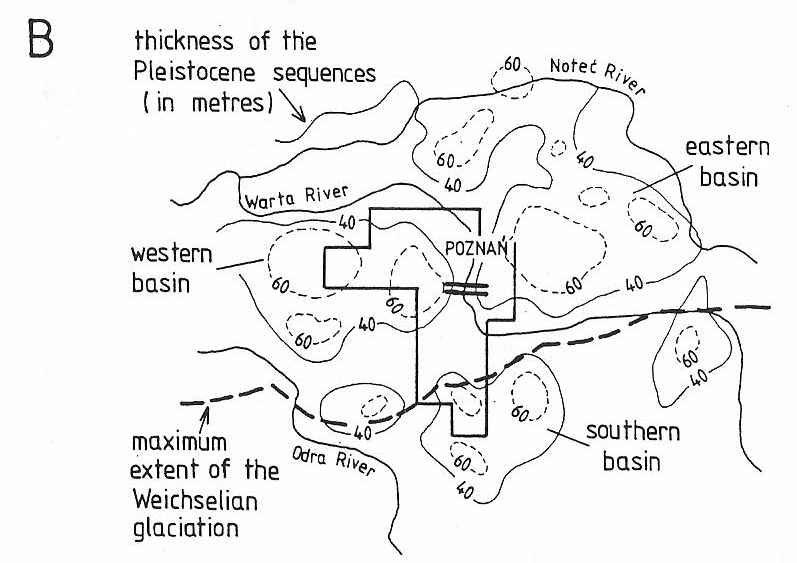 B
thickness of the
Pleistocene sequences
(in metres)
60
Noteć River
60
40
40
eastern
basin
Warta River
40
60
western
basin
POZNAŃ
60
60
60
40
60
40
60
40
60
40
60
maximum
extent of the
Weichselian
glaciation
Odra River
40
60
40
southern
basin